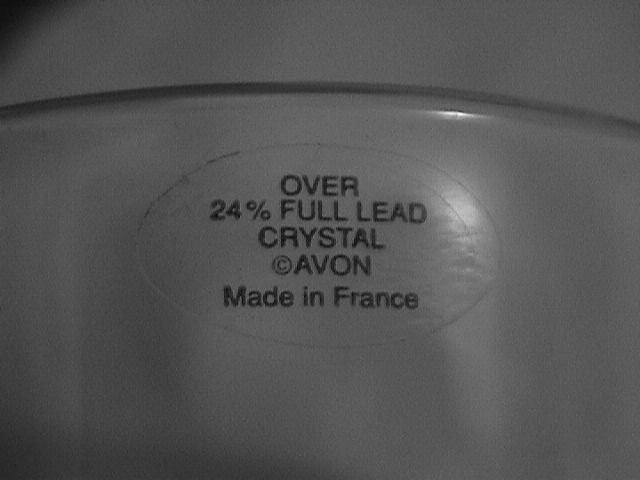 OVER
24% FULL LEAD
CRYSTAL
©AVON
Made in France